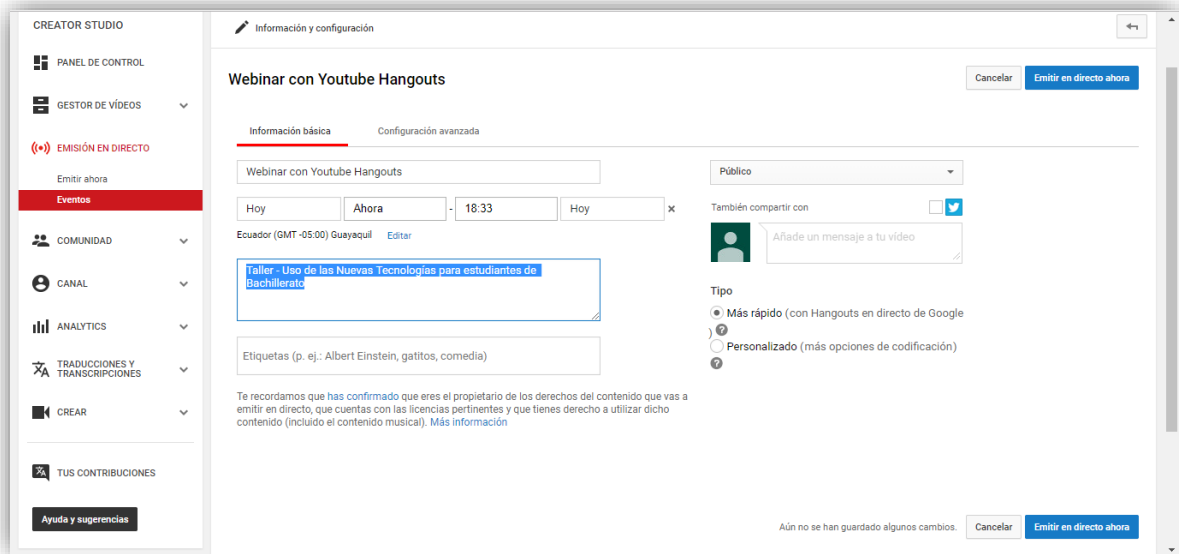 CREATOR STUDIO
PANEL DE CONTROL
GESTOR DE VÍDEOS
EMISIÓN EN DIRECTO
Emitir ahora
Eventos
COMUNIDAD
CANAL
ANALYTICS
TRADUCCIONES Y
TRANSCRIPCIONES
CREAR
TUS CONTRIBUCIONES
Ayuda y sugerencias
Información y configuración
Webinar con Youtube Hangouts
Cancelar
Emitir en directo ahora
Información básica
Configuración avanzada
Webinar con Youtube Hangouts
Hoy
Ahora
-
18:33
Hoy
×
Ecuador (GMT -05:00) Guayaquil Editar
Taller - Uso de las Nuevas Tecnologías para estudiantes de
Bachillerato
Etiquetas (p. ej.: Albert Einstein, gatitos, comedia)
Te recordamos que has confirmado que eres el propietario de los derechos del contenido que vas a
emitir en directo, que cuentas con las licencias pertinentes y que tienes derecho a utilizar dicho
contenido (incluido el contenido musical). Más información
Público
También compartir con
Añade un mensaje a tu vídeo
Tipo
Más rápido (con Hangouts en directo de Google
) ?
Personalizado (más opciones de codificación)
?
Aún no se han guardado algunos cambios.
Cancelar
Emitir en directo ahora